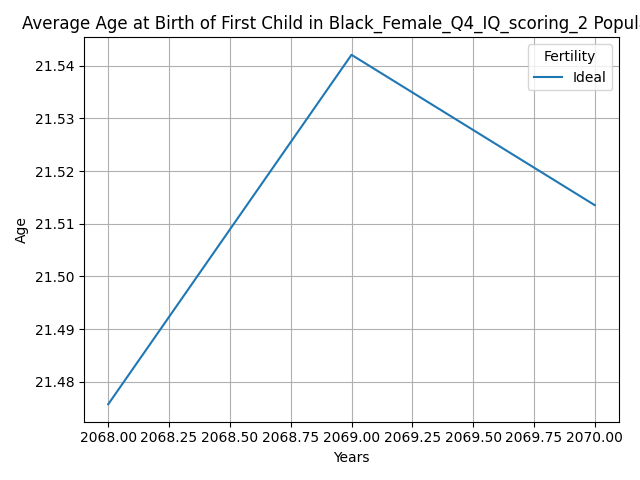 Average Age at Birth of First Child in Black_Female_Q4_IQ_scoring_2 Popul
Fertility
Ideal
21.54
21.53
21.52
21.51
21.50
21.49
21.48
Age
2068.00 2068.25 2068.50 2068.75 2069.00 2069.25 2069.50 2069.75 2070.00
Years